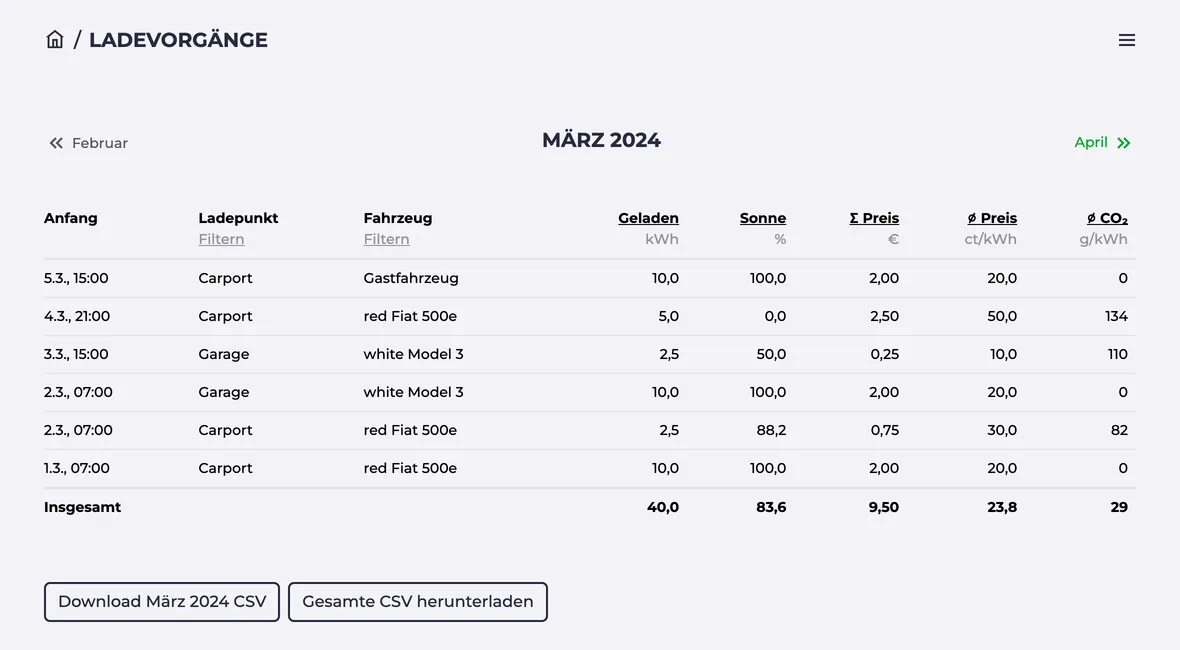 / LADEVORGÄNGE
Februar
MÄRZ 2024
April
Anfang Ladepunkt Fahrzeug Geladen Sonne Σ Preis ⌀ Preis ⌀ CO₂
Filtern Filtern kWh % € ct/kWh g/kWh
5.3., 15:00 Carport Gastfahrzeug 10,0 100,0 2,00 20,0 0
4.3., 21:00 Carport red Fiat 500e 5,0 0,0 2,50 50,0 134
3.3., 15:00 Garage white Model 3 2,5 50,0 0,25 10,0 110
2.3., 07:00 Garage white Model 3 10,0 100,0 2,00 20,0 0
2.3., 07:00 Carport red Fiat 500e 2,5 88,2 0,75 30,0 82
1.3., 07:00 Carport red Fiat 500e 10,0 100,0 2,00 20,0 0
Insgesamt 40,0 83,6 9,50 23,8 29
Download März 2024 CSV Gesamte CSV herunterladen